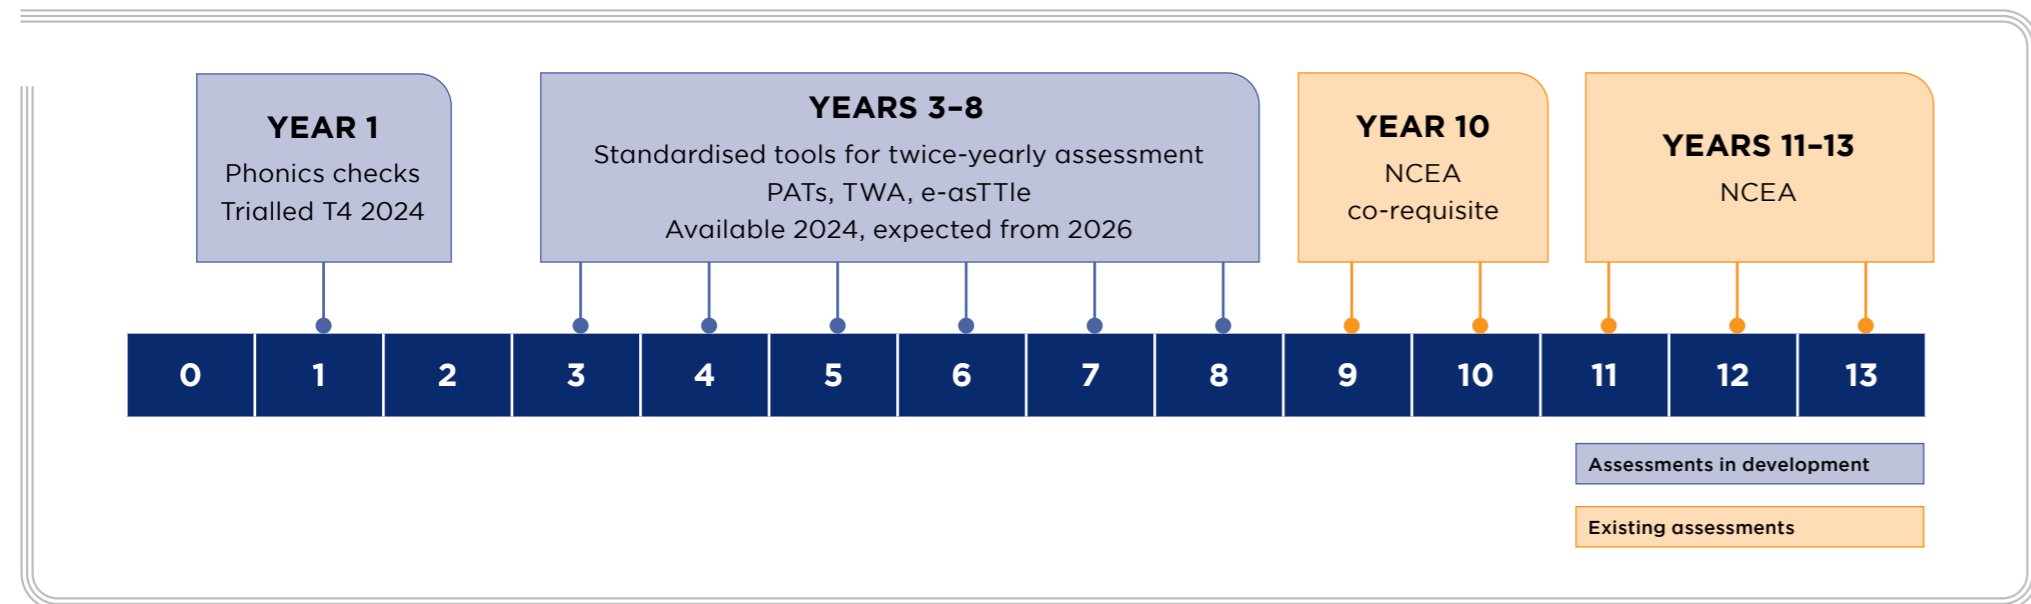 YEAR 1
Phonics checks
Trialled T4 2024
YEARS 3–8
Standardised tools for twice-yearly assessment
PATs, TWA, e-asTTle
Available 2024, expected from 2026
YEAR 10
NCEA
co-requisite
YEARS 11–13
NCEA
0 1 2 3 4 5 6 7 8 9 10 11 12 13
Assessments in development
Existing assessments